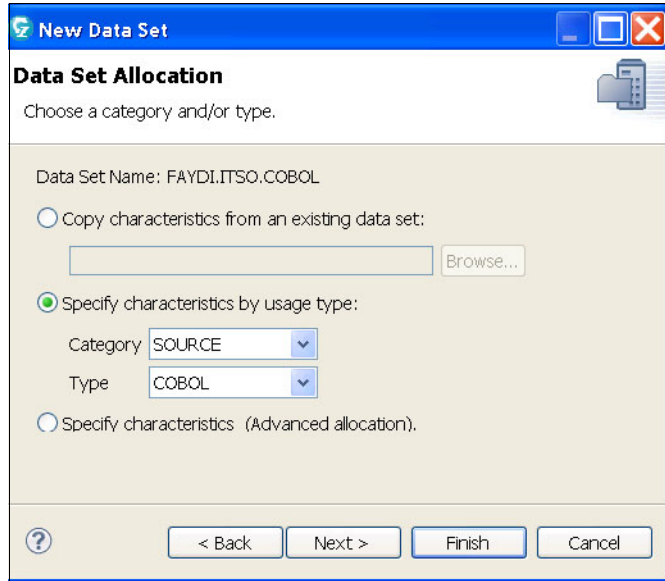 New Data Set
Data Set Allocation
Choose a category and/or type.
Data Set Name: FAYDI.ITSO.COBOL
Copy characteristics from an existing data set:
Browse...
Specify characteristics by usage type:
Category SOURCE
Type COBOL
Specify characteristics (Advanced allocation).
? < Back Next > Finish Cancel